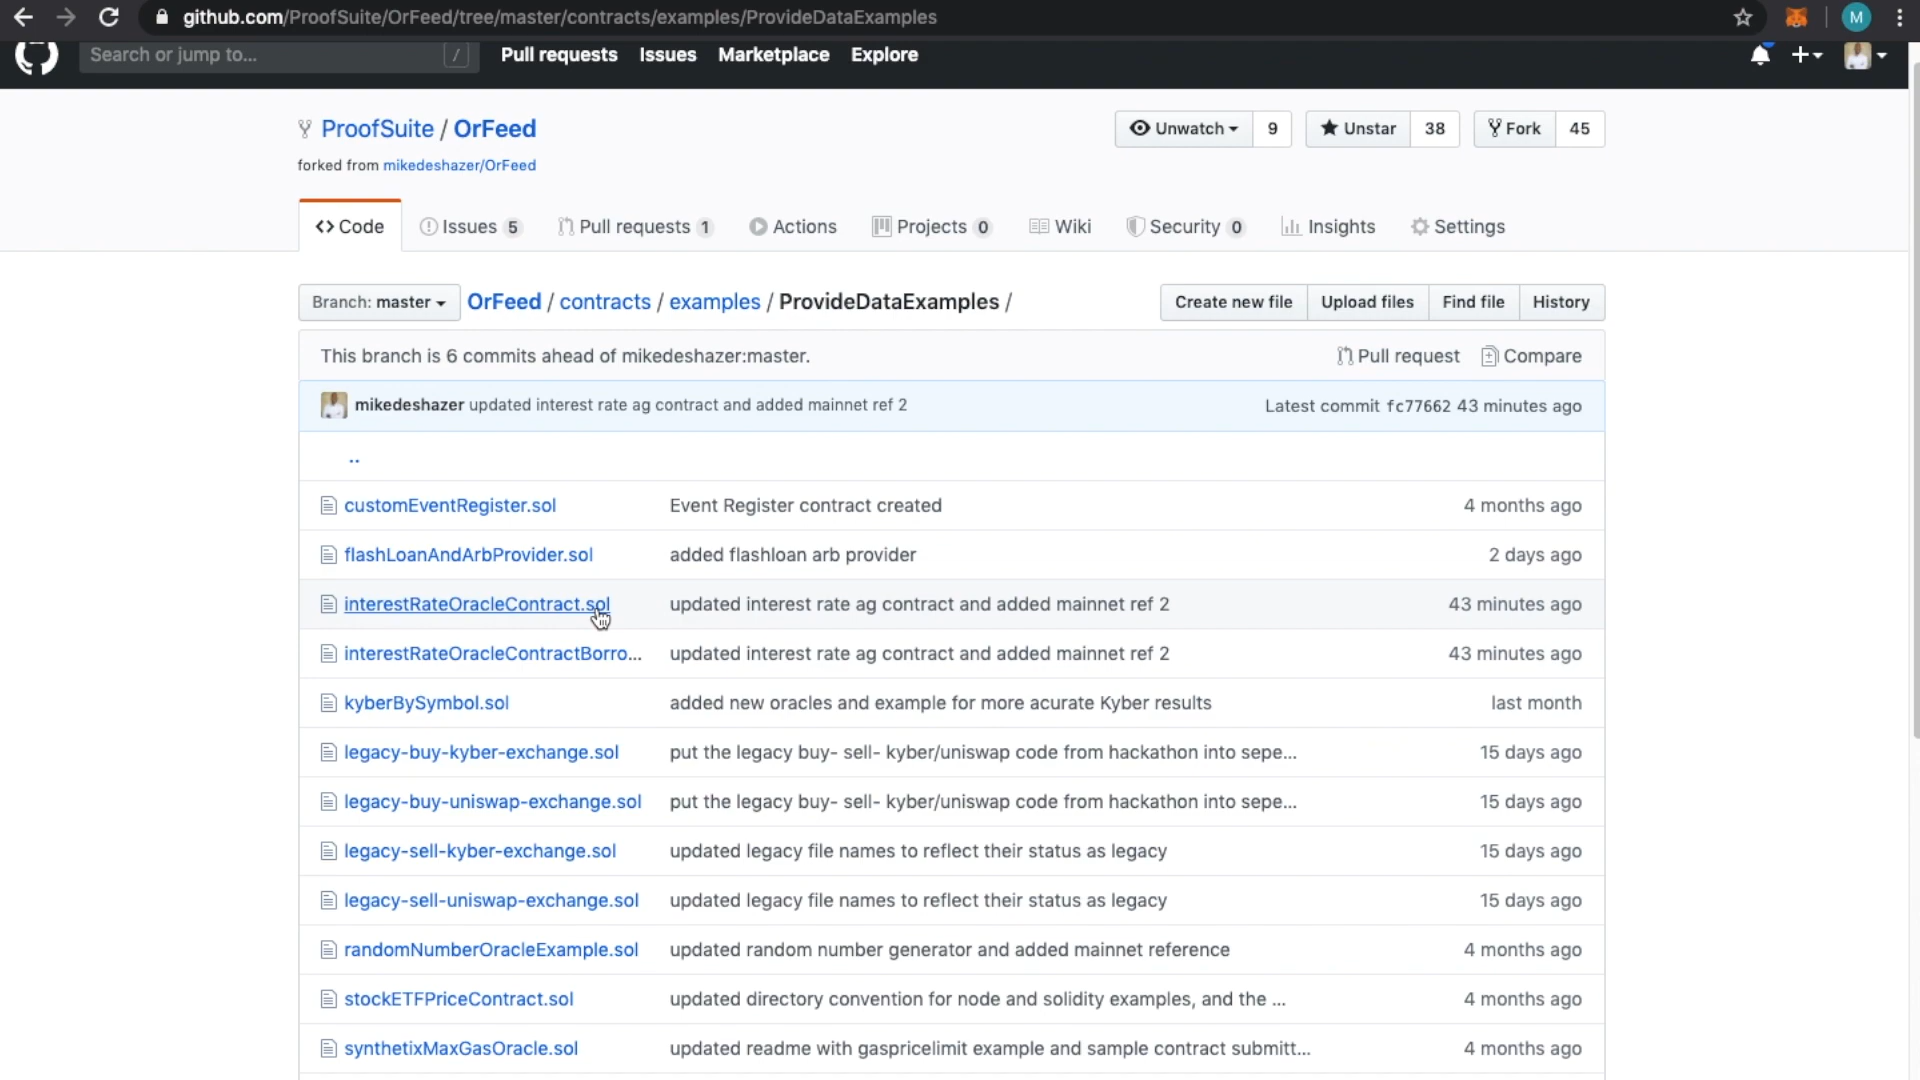 github.com/ProofSuite/OrFeed/tree/master/contracts/examples/ProvideDataExamples
M
Search or jump to... /
Pull requests Issues Marketplace Explore
ProofSuite / OrFeed
Unwatch 9 Unstar 38 Fork 45
forked from mikedeshazer/OrFeed
Code Issues 5 Pull requests 1 Actions Projects 0 Wiki Security 0 Insights Settings
Branch: master OrFeed / contracts / examples / ProvideDataExamples / Create new file Upload files Find file History
This branch is 6 commits ahead of mikedeshazer:master. Pull request Compare
mikedeshazer updated interest rate ag contract and added mainnet ref 2 Latest commit fc77662 43 minutes ago
..
customEventRegister.sol Event Register contract created 4 months ago
flashLoanAndArbProvider.sol added flashloan arb provider 2 days ago
interestRateOracleContract.sol updated interest rate ag contract and added mainnet ref 2 43 minutes ago
interestRateOracleContractBorro... updated interest rate ag contract and added mainnet ref 2 43 minutes ago
kyberBySymbol.sol added new oracles and example for more acurate Kyber results last month
legacy-buy-kyber-exchange.sol put the legacy buy- sell- kyber/uniswap code from hackathon into sepe... 15 days ago
legacy-buy-uniswap-exchange.sol put the legacy buy- sell- kyber/uniswap code from hackathon into sepe... 15 days ago
legacy-sell-kyber-exchange.sol updated legacy file names to reflect their status as legacy 15 days ago
legacy-sell-uniswap-exchange.sol updated legacy file names to reflect their status as legacy 15 days ago
randomNumberOracleExample.sol updated random number generator and added mainnet reference 4 months ago
stockETFPriceContract.sol updated directory convention for node and solidity examples, and the ... 4 months ago
synthetixMaxGasOracle.sol updated readme with gaspricelimit example and sample contract submitt... 4 months ago